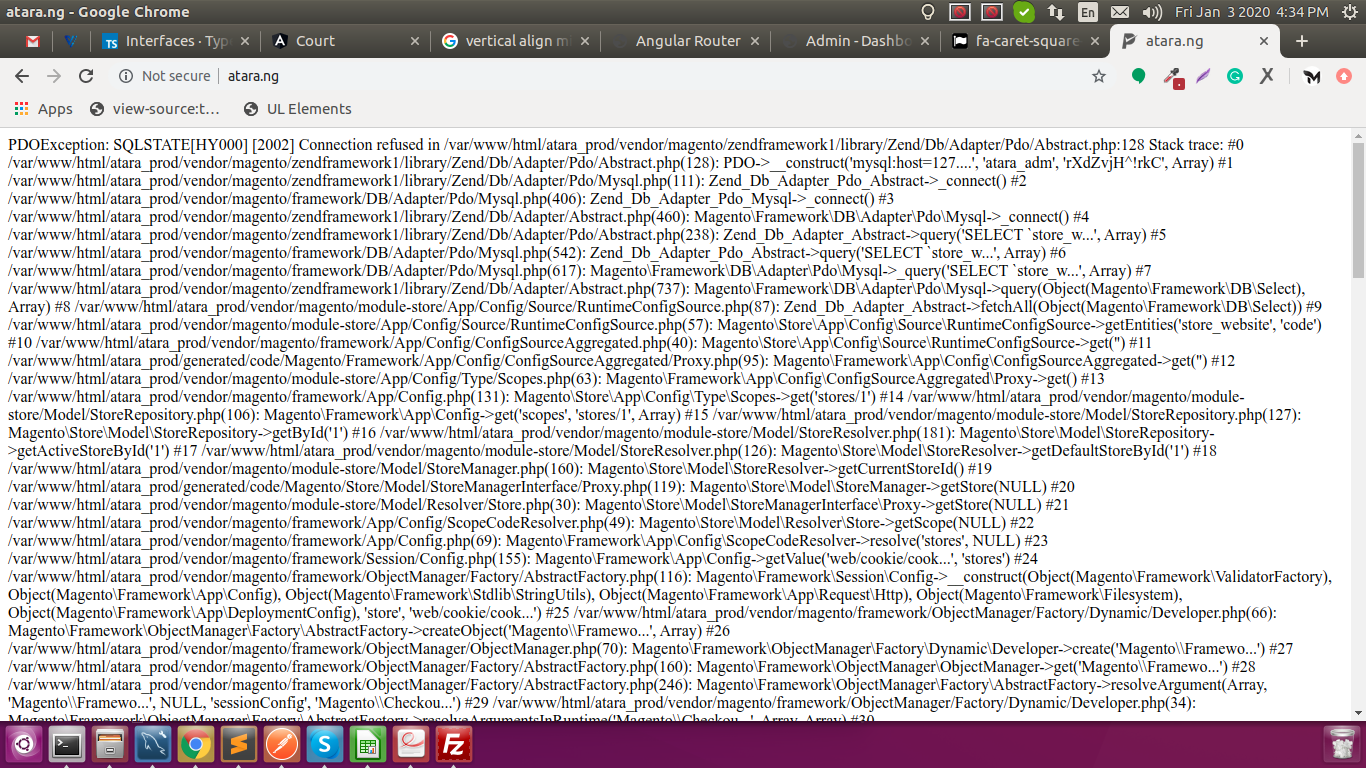 atara.ng - Google Chrome
En
Fri Jan 3 2020 4:34 PM
Interfaces · Typ
Court
vertical align mi
Angular Router
Admin - Dashbo
fa-caret-square
atara.ng
Not secure
atara.ng
Apps
view-source:t…
UL Elements
PDOException: SQLSTATE[HY000] [2002] Connection refused in /var/www/html/atara_prod/vendor/magento/zendframework1/library/Zend/Db/Adapter/Pdo/Abstract.php:128 Stack trace: #0
/var/www/html/atara_prod/vendor/magento/zendframework1/library/Zend/Db/Adapter/Pdo/Abstract.php(128): PDO->__construct('mysql:host=127....', 'atara_adm', 'rXdZvjH^!rkC', Array) #1
/var/www/html/atara_prod/vendor/magento/zendframework1/library/Zend/Db/Adapter/Pdo/Mysql.php(111): Zend_Db_Adapter_Pdo_Abstract->_connect() #2
/var/www/html/atara_prod/vendor/magento/framework/DB/Adapter/Pdo/Mysql.php(406): Zend_Db_Adapter_Pdo_Mysql->_connect() #3
/var/www/html/atara_prod/vendor/magento/zendframework1/library/Zend/Db/Adapter/Abstract.php(460): Magento\Framework\DB\Adapter\Pdo\Mysql->_connect() #4
/var/www/html/atara_prod/vendor/magento/zendframework1/library/Zend/Db/Adapter/Pdo/Abstract.php(238): Zend_Db_Adapter_Abstract->query('SELECT `store_w...', Array) #5
/var/www/html/atara_prod/vendor/magento/framework/DB/Adapter/Pdo/Mysql.php(542): Zend_Db_Adapter_Pdo_Abstract->query('SELECT `store_w...', Array) #6
/var/www/html/atara_prod/vendor/magento/framework/DB/Adapter/Pdo/Mysql.php(617): Magento\Framework\DB\Adapter\Pdo\Mysql->_query('SELECT `store_w...', Array) #7
/var/www/html/atara_prod/vendor/magento/zendframework1/library/Zend/Db/Adapter/Abstract.php(737): Magento\Framework\DB\Adapter\Pdo\Mysql->query(Object(Magento\Framework\DB\Select),
Array) #8 /var/www/html/atara_prod/vendor/magento/module-store/App/Config/Source/RuntimeConfigSource.php(87): Zend_Db_Adapter_Abstract->fetchAll(Object(Magento\Framework\DB\Select)) #9
/var/www/html/atara_prod/vendor/magento/module-store/App/Config/Source/RuntimeConfigSource.php(57): Magento\Store\App\Config\Source\RuntimeConfigSource->getEntities('store_website', 'code')
#10 /var/www/html/atara_prod/vendor/magento/framework/App/Config/ConfigSourceAggregated.php(40): Magento\Store\App\Config\Source\RuntimeConfigSource->get('') #11
/var/www/html/atara_prod/generated/code/Magento/Framework/App/Config/ConfigSourceAggregated/Proxy.php(95): Magento\Framework\App\Config\ConfigSourceAggregated->get('') #12
/var/www/html/atara_prod/vendor/magento/module-store/App/Config/Type/Scopes.php(63): Magento\Framework\App\Config\ConfigSourceAggregated\Proxy->get() #13
/var/www/html/atara_prod/vendor/magento/framework/App/Config.php(131): Magento\Store\App\Config\Type\Scopes->get('stores/1') #14 /var/www/html/atara_prod/vendor/magento/module-
store/Model/StoreRepository.php(106): Magento\Framework\App\Config->get('scopes', 'stores/1', Array) #15 /var/www/html/atara_prod/vendor/magento/module-store/Model/StoreRepository.php(127):
Magento\Store\Model\StoreRepository->getById('1') #16 /var/www/html/atara_prod/vendor/magento/module-store/Model/StoreResolver.php(181): Magento\Store\Model\StoreRepository-
>getActiveStoreById('1') #17 /var/www/html/atara_prod/vendor/magento/module-store/Model/StoreResolver.php(126): Magento\Store\Model\StoreResolver->getDefaultStoreById('1') #18
/var/www/html/atara_prod/vendor/magento/module-store/Model/StoreManager.php(160): Magento\Store\Model\StoreResolver->getCurrentStoreId() #19
/var/www/html/atara_prod/generated/code/Magento/Store/Model/StoreManagerInterface/Proxy.php(119): Magento\Store\Model\StoreManager->getStore(NULL) #20
/var/www/html/atara_prod/vendor/magento/module-store/Model/Resolver/Store.php(30): Magento\Store\Model\StoreManagerInterface\Proxy->getStore(NULL) #21
/var/www/html/atara_prod/vendor/magento/framework/App/Config/ScopeCodeResolver.php(49): Magento\Store\Model\Resolver\Store->getScope(NULL) #22
/var/www/html/atara_prod/vendor/magento/framework/App/Config.php(69): Magento\Framework\App\Config\ScopeCodeResolver->resolve('stores', NULL) #23
/var/www/html/atara_prod/vendor/magento/framework/Session/Config.php(155): Magento\Framework\App\Config->getValue('web/cookie/cook...', 'stores') #24
/var/www/html/atara_prod/vendor/magento/framework/ObjectManager/Factory/AbstractFactory.php(116): Magento\Framework\Session\Config->__construct(Object(Magento\Framework\ValidatorFactory),
Object(Magento\Framework\App\Config), Object(Magento\Framework\Stdlib\StringUtils), Object(Magento\Framework\App\Request\Http), Object(Magento\Framework\Filesystem),
Object(Magento\Framework\App\DeploymentConfig), 'store', 'web/cookie/cook...') #25 /var/www/html/atara_prod/vendor/magento/framework/ObjectManager/Factory/Dynamic/Developer.php(66):
Magento\Framework\ObjectManager\Factory\AbstractFactory->createObject('Magento\\Framewo...', Array) #26
/var/www/html/atara_prod/vendor/magento/framework/ObjectManager/ObjectManager.php(70): Magento\Framework\ObjectManager\Factory\Dynamic\Developer->create('Magento\\Framewo...') #27
/var/www/html/atara_prod/vendor/magento/framework/ObjectManager/Factory/AbstractFactory.php(160): Magento\Framework\ObjectManager\ObjectManager->get('Magento\\Framewo...') #28
/var/www/html/atara_prod/vendor/magento/framework/ObjectManager/Factory/AbstractFactory.php(246): Magento\Framework\ObjectManager\Factory\AbstractFactory->resolveArgument(Array,
'Magento\\Framewo...', NULL, 'sessionConfig', 'Magento\\Checkou...') #29 /var/www/html/atara_prod/vendor/magento/framework/ObjectManager/Factory/Dynamic/Developer.php(34):
Magento\Framework\ObjectManager\Factory\AbstractFactory->resolveArgumentsInRuntime('Magento\\Checkou...', Array, Array) #30